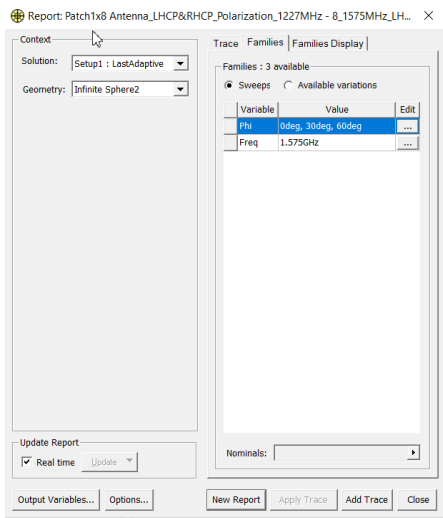 Report: Patch1x8 Antenna_LHCP&RHCP_Polarization_1227MHz - 8_1575MHz_LH...
Context
Solution: Setup1 : LastAdaptive
Geometry: Infinite Sphere2
Update Report
Real time Update
Output Variables... Options...
Trace Families Families Display
Families : 3 available
Sweeps Available variations
Variable Value Edit
Phi 0deg, 30deg, 60deg ...
Freq 1.575GHz ...
Nominals:
New Report Apply Trace Add Trace Close